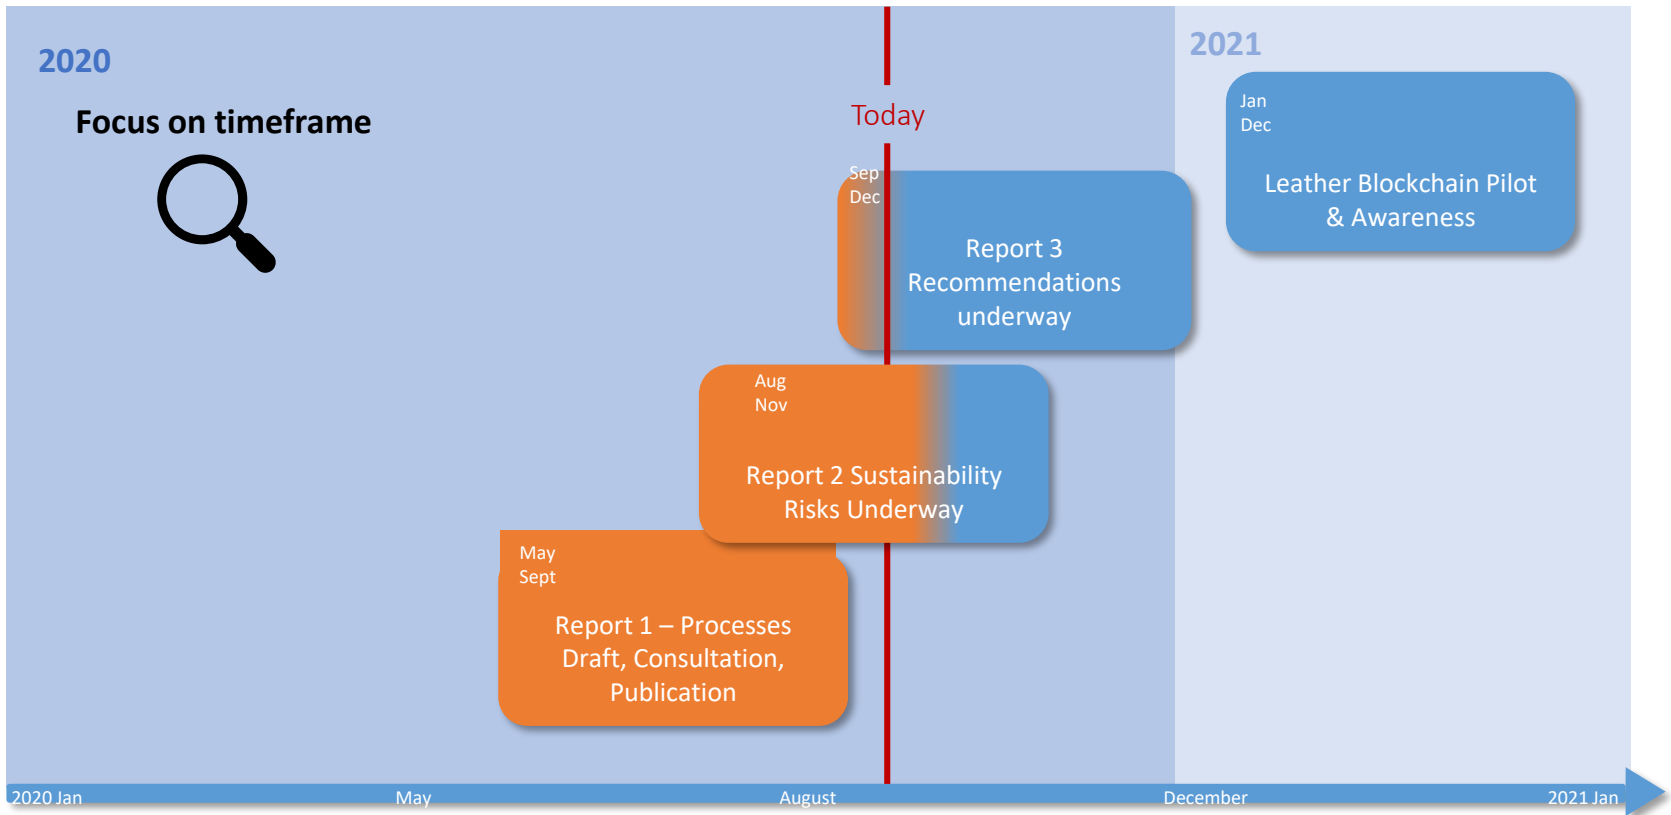 2020
2021
Focus on timeframe
Today
Jan
Dec
Leather Blockchain Pilot
& Awareness
Sep
Dec
Report 3
Recommendations
underway
Aug
Nov
Report 2 Sustainability
Risks Underway
May
Sept
Report 1 – Processes
Draft, Consultation,
Publication
2020 Jan
May
August
December
2021 Jan